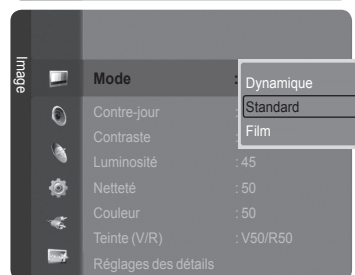 Image
Mode :
Dynamique
Standard
Film
Contre-jour :
Contraste :
Luminosité : 45
Netteté : 50
Couleur : 50
Teinte (V/R) : V50/R50
Réglages des détails